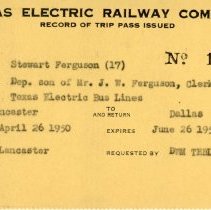 AS ELECTRIC RAILWAY COM
RECORD OF TRIP PASS ISSUED
Nº 1
Stewart Ferguson (17)
Dep. son of Mr. J. W. Ferguson, Clerk
Texas Electric Bus Lines
ncaster TO AND RETURN Dallas
April 26 1950 EXPIRES June 26 195
Lancaster REQUESTED BY DWM